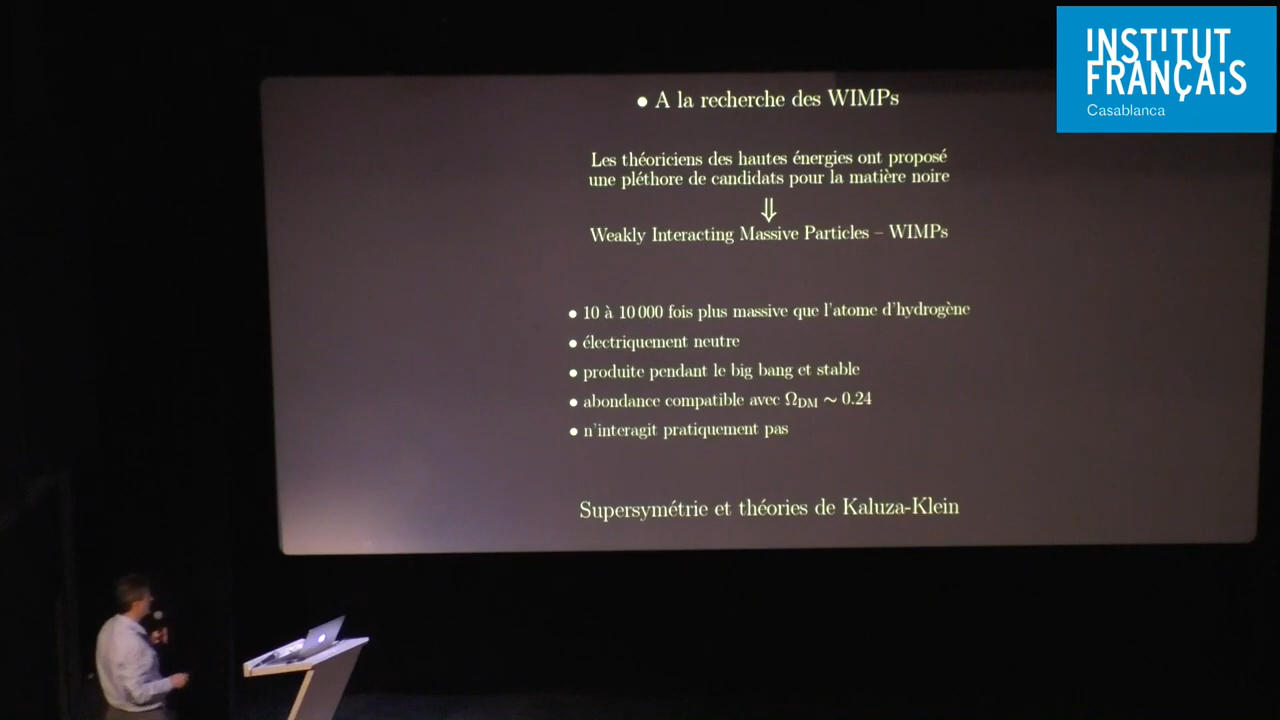 INSTITUT
FRANÇAIS
Casablanca
• A la recherche des WIMPs
Les théoriciens des hautes énergies ont proposé
une pléthore de candidats pour la matière noire
⇓
Weakly Interacting Massive Particles – WIMPs
• 10 à 10 000 fois plus massive que l'atome d'hydrogène
• électriquement neutre
• produite pendant le big bang et stable
• abondance compatible avec Ω_DM ∼ 0.24
• n'interagit pratiquement pas
Supersymétrie et théories de Kaluza-Klein